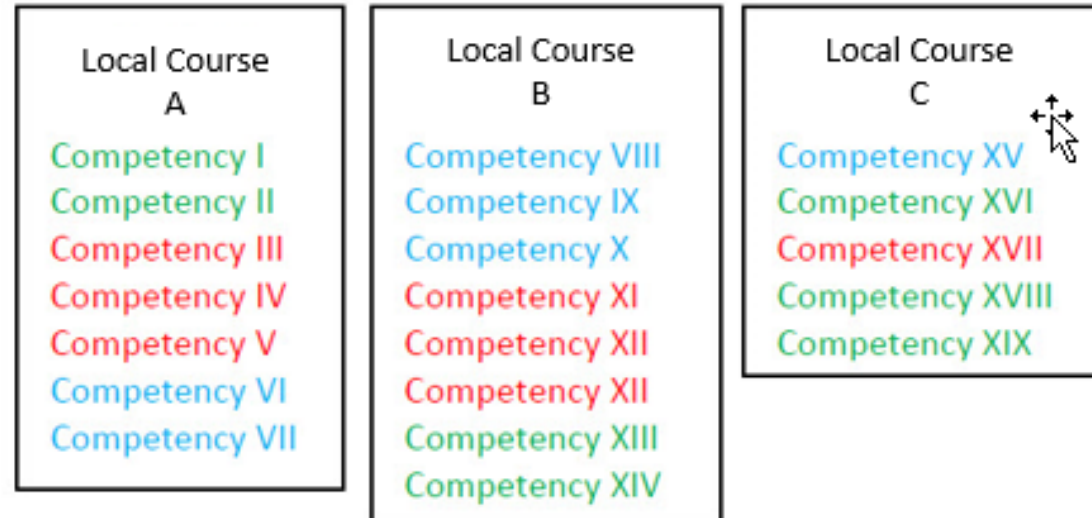 Local Course
A
Competency I
Competency II
Competency III
Competency IV
Competency V
Competency VI
Competency VII
Local Course
B
Competency VIII
Competency IX
Competency X
Competency XI
Competency XII
Competency XII
Competency XIII
Competency XIV
Local Course
C
Competency XV
Competency XVI
Competency XVII
Competency XVIII
Competency XIX